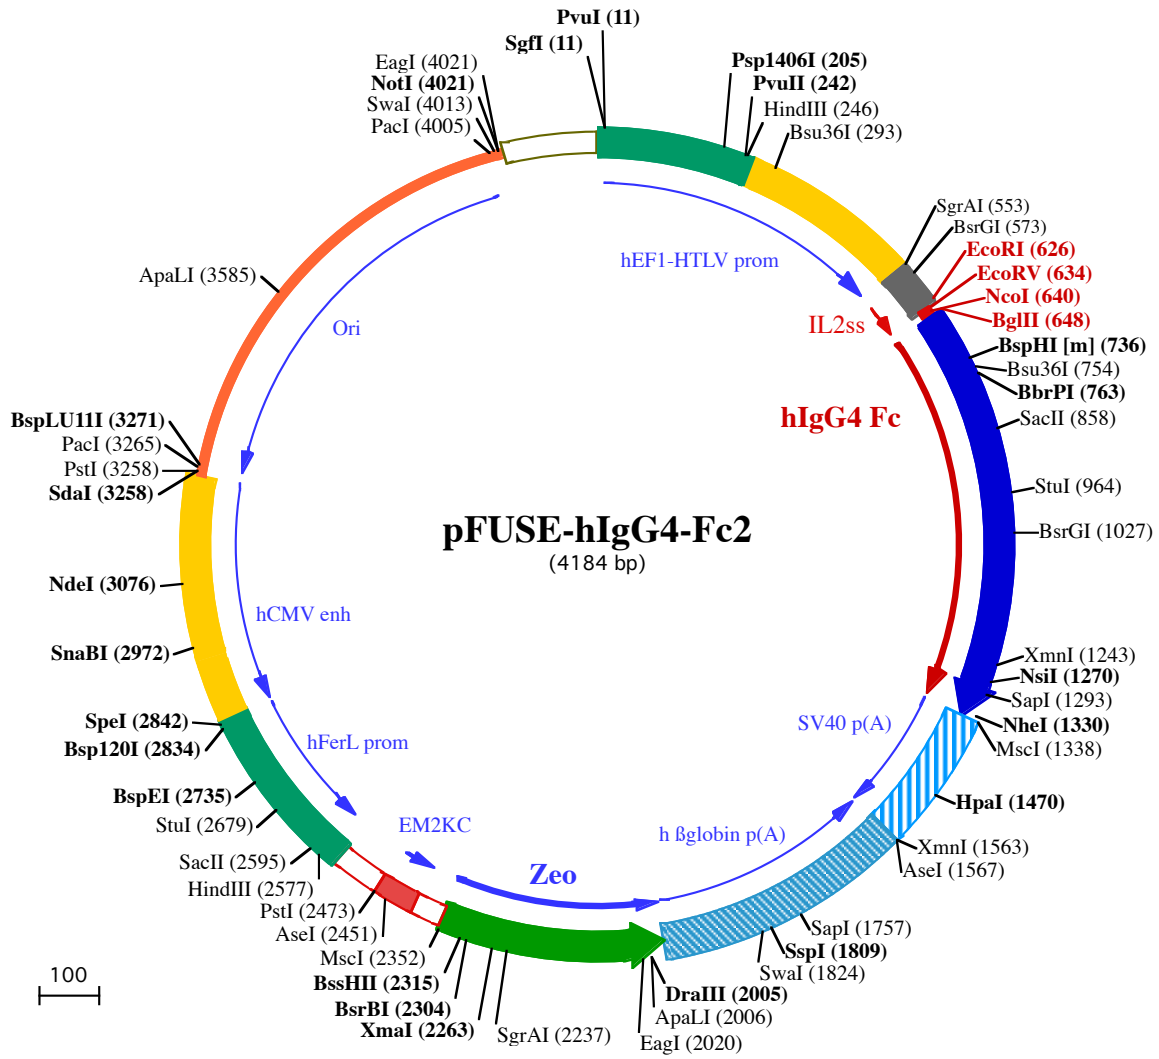 PvuI (11)
SgfI (11)
EagI (4021)
NotI (4021)
SwaI (4013)
PacI (4005)
Psp1406I (205)
PvuII (242)
HindIII (246)
Bsu36I (293)
SgrAI (553)
BsrGI (573)
EcoRI (626)
EcoRV (634)
NcoI (640)
BglII (648)
BspHI [m] (736)
Bsu36I (754)
BbrPI (763)
SacII (858)
StuI (964)
BsrGI (1027)
XmnI (1243)
NsiI (1270)
SapI (1293)
NheI (1330)
MscI (1338)
HpaI (1470)
XmnI (1563)
AseI (1567)
SapI (1757)
SspI (1809)
SwaI (1824)
DraIII (2005)
ApaLI (2006)
EagI (2020)
SgrAI (2237)
XmaI (2263)
BsrBI (2304)
BssHII (2315)
MscI (2352)
AseI (2451)
PstI (2473)
HindIII (2577)
SacII (2595)
StuI (2679)
BspEI (2735)
Bsp120I (2834)
SpeI (2842)
SnaBI (2972)
NdeI (3076)
SdaI (3258)
PstI (3258)
PacI (3265)
BspLU11I (3271)
ApaLI (3585)
hEF1-HTLV prom
IL2ss
hIgG4 Fc
SV40 p(A)
h ßglobin p(A)
Zeo
EM2KC
hFerL prom
hCMV enh
Ori
pFUSE-hIgG4-Fc2
(4184 bp)
100